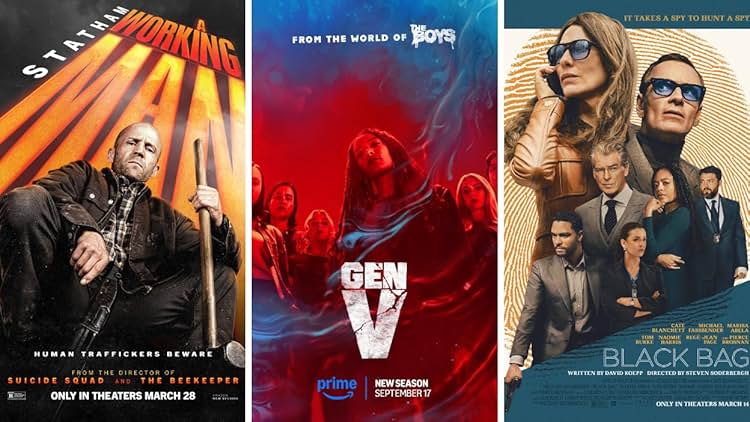 STATHAM
A
WORKING
MAN
HUMAN TRAFFICKERS BEWARE
FROM THE DIRECTOR OF
SUICIDE SQUAD AND THE BEEKEEPER
ONLY IN THEATERS MARCH 28
FROM THE WORLD OF THE BOYS
GEN
V
prime
NEW SEASON
SEPTEMBER 17
IT TAKES A SPY TO HUNT A SPY
CATE BLANCHETT
MICHAEL FASSBENDER
MARISA ABELA
TOM BURKE
NAOMIE HARRIS
REGÉ-JEAN PAGE
AND PIERCE BROSNAN
BLACK BAG
WRITTEN BY DAVID KOEPP DIRECTED BY STEVEN SODERBERGH
ONLY IN THEATERS MARCH 14